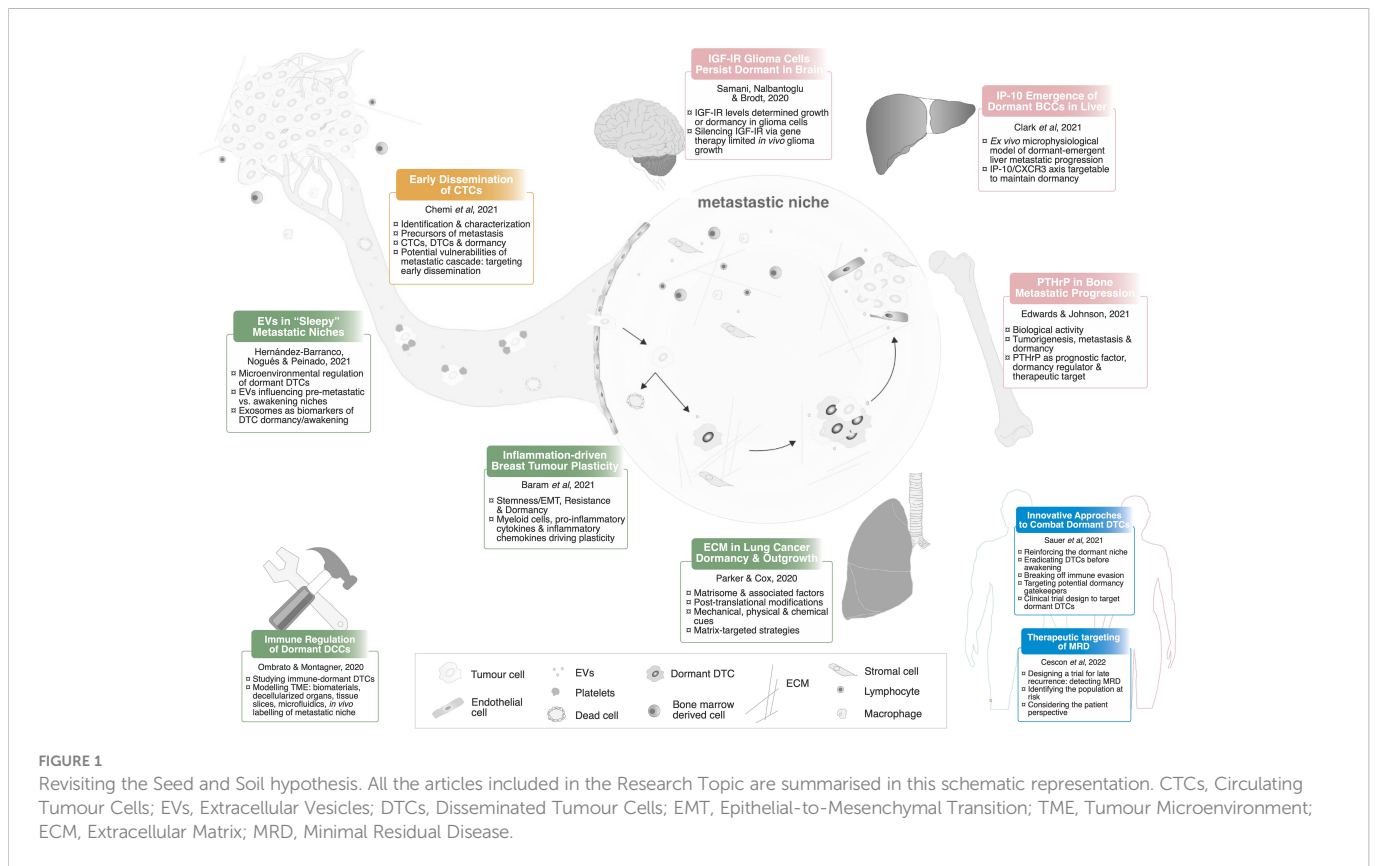 IGF-IR Glioma Cells
Persist Dormant in Brain
Samani, Nalbantoglu
& Brodt, 2020
¤ IGF-IR levels determined growth
or dormancy in glioma cells
¤ Silencing IGF-IR via gene
therapy limited in vivo glioma
growth
IP-10 Emergence of
Dormant BCCs in Liver
Clark et al, 2021
¤ Ex vivo microphysiological
model of dormant-emergent
liver metastatic progression
¤ IP-10/CXCR3 axis targetable
to maintain dormancy
Early Dissemination
of CTCs
Chemi et al, 2021
¤ Identification & characterization
¤ Precursors of metastasis
¤ CTCs, DTCs & dormancy
¤ Potential vulnerabilities of
metastatic cascade: targeting
early dissemination
metastastic niche
PTHrP in Bone
Metastatic Progression
Edwards & Johnson, 2021
¤ Biological activity
¤ Tumorigenesis, metastasis &
dormancy
¤ PTHrP as prognostic factor,
dormancy regulator &
therapeutic target
EVs in “Sleepy”
Metastatic Niches
Hernández-Barranco,
Nogués & Peinado, 2021
¤ Microenvironmental regulation
of dormant DTCs
¤ EVs influencing pre-metastatic
vs. awakening niches
¤ Exosomes as biomarkers of
DTC dormancy/awakening
Inflammation-driven
Breast Tumour Plasticity
Baram et al, 2021
¤ Stemness/EMT, Resistance
& Dormancy
¤ Myeloid cells, pro-inflammatory
cytokines & inflammatory
chemokines driving plasticity
ECM in Lung Cancer
Dormancy & Outgrowth
Parker & Cox, 2020
¤ Matrisome & associated factors
¤ Post-translational modifications
¤ Mechanical, physical & chemical
cues
¤ Matrix-targeted strategies
Innovative Approches
to Combat Dormant DTCs
Sauer et al, 2021
¤ Reinforcing the dormant niche
¤ Eradicating DTCs before
awakening
¤ Breaking off immune evasion
¤ Targeting potential dormancy
gatekeepers
¤ Clinical trial design to target
dormant DTCs
Immune Regulation
of Dormant DCCs
Ombrato & Montagner, 2020
¤ Studying immune-dormant DTCs
¤ Modelling TME: biomaterials,
decellularized organs, tissue
slices, microfluidics, in vivo
labelling of metastatic niche
Therapeutic targeting
of MRD
Cescon et al, 2022
¤ Designing a trial for late
recurrence: detecting MRD
¤ Identifying the population at
risk
¤ Considering the patient
perspective
Tumour cell
Endothelial
cell
EVs
Platelets
Dead cell
Dormant DTC
Bone marrow
derived cell
ECM
Stromal cell
Lymphocyte
Macrophage
FIGURE 1
Revisiting the Seed and Soil hypothesis. All the articles included in the Research Topic are summarised in this schematic representation. CTCs, Circulating
Tumour Cells; EVs, Extracellular Vesicles; DTCs, Disseminated Tumour Cells; EMT, Epithelial-to-Mesenchymal Transition; TME, Tumour Microenvironment;
ECM, Extracellular Matrix; MRD, Minimal Residual Disease.